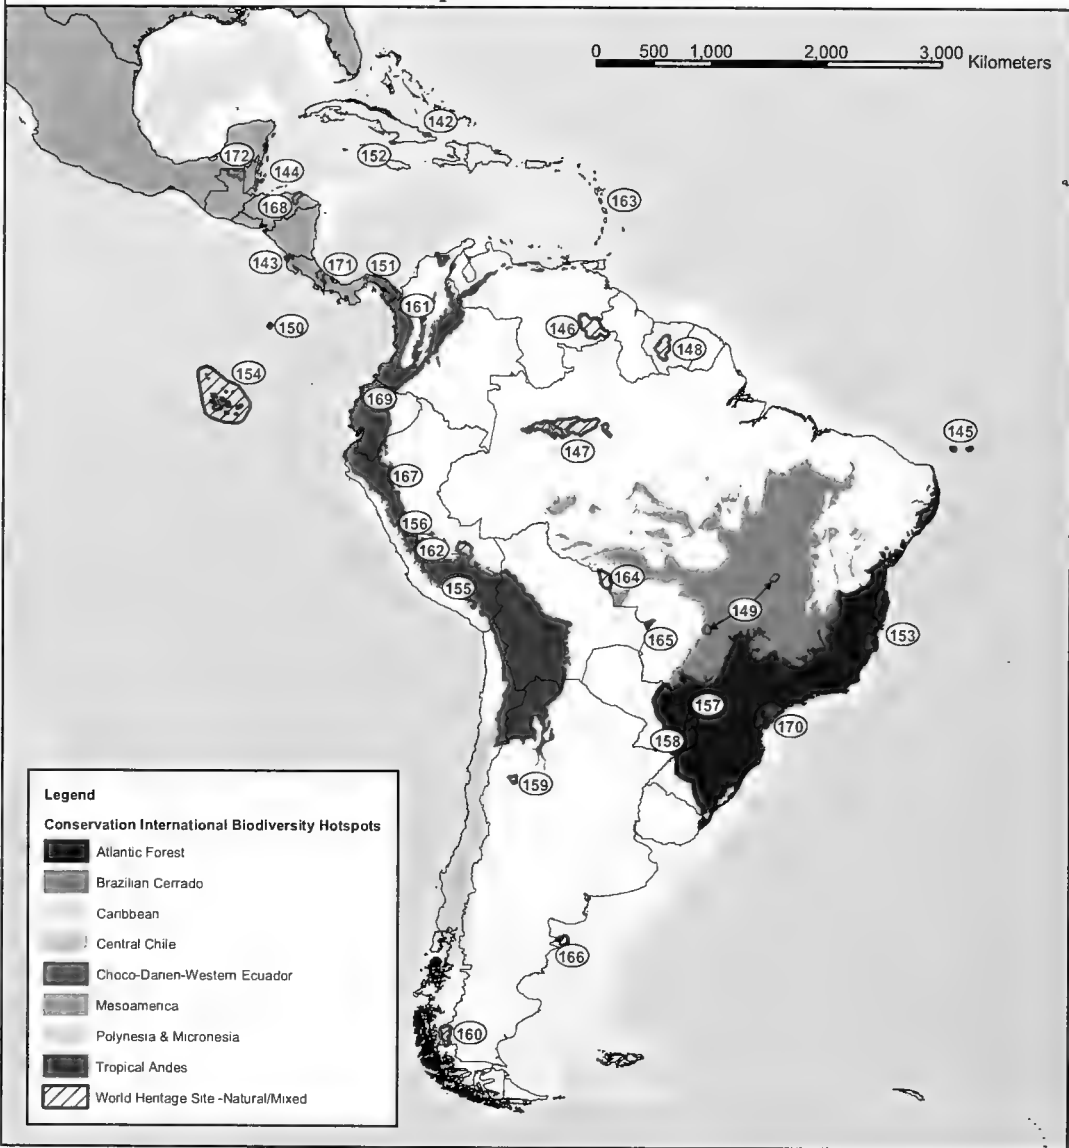 0 500 1,000 2,000 3,000 Kilometers
142
152
172
144
163
168
143
171
151
161
150
146
148
154
169
145
147
167
156
162
164
155
149
165
153
157
170
158
159
166
160
Legend
Conservation International Biodiversity Hotspots
Atlantic Forest
Brazilian Cerrado
Caribbean
Central Chile
Choco-Darien-Western Ecuador
Mesoamerica
Polynesia & Micronesia
Tropical Andes
World Heritage Site -Natural/Mixed